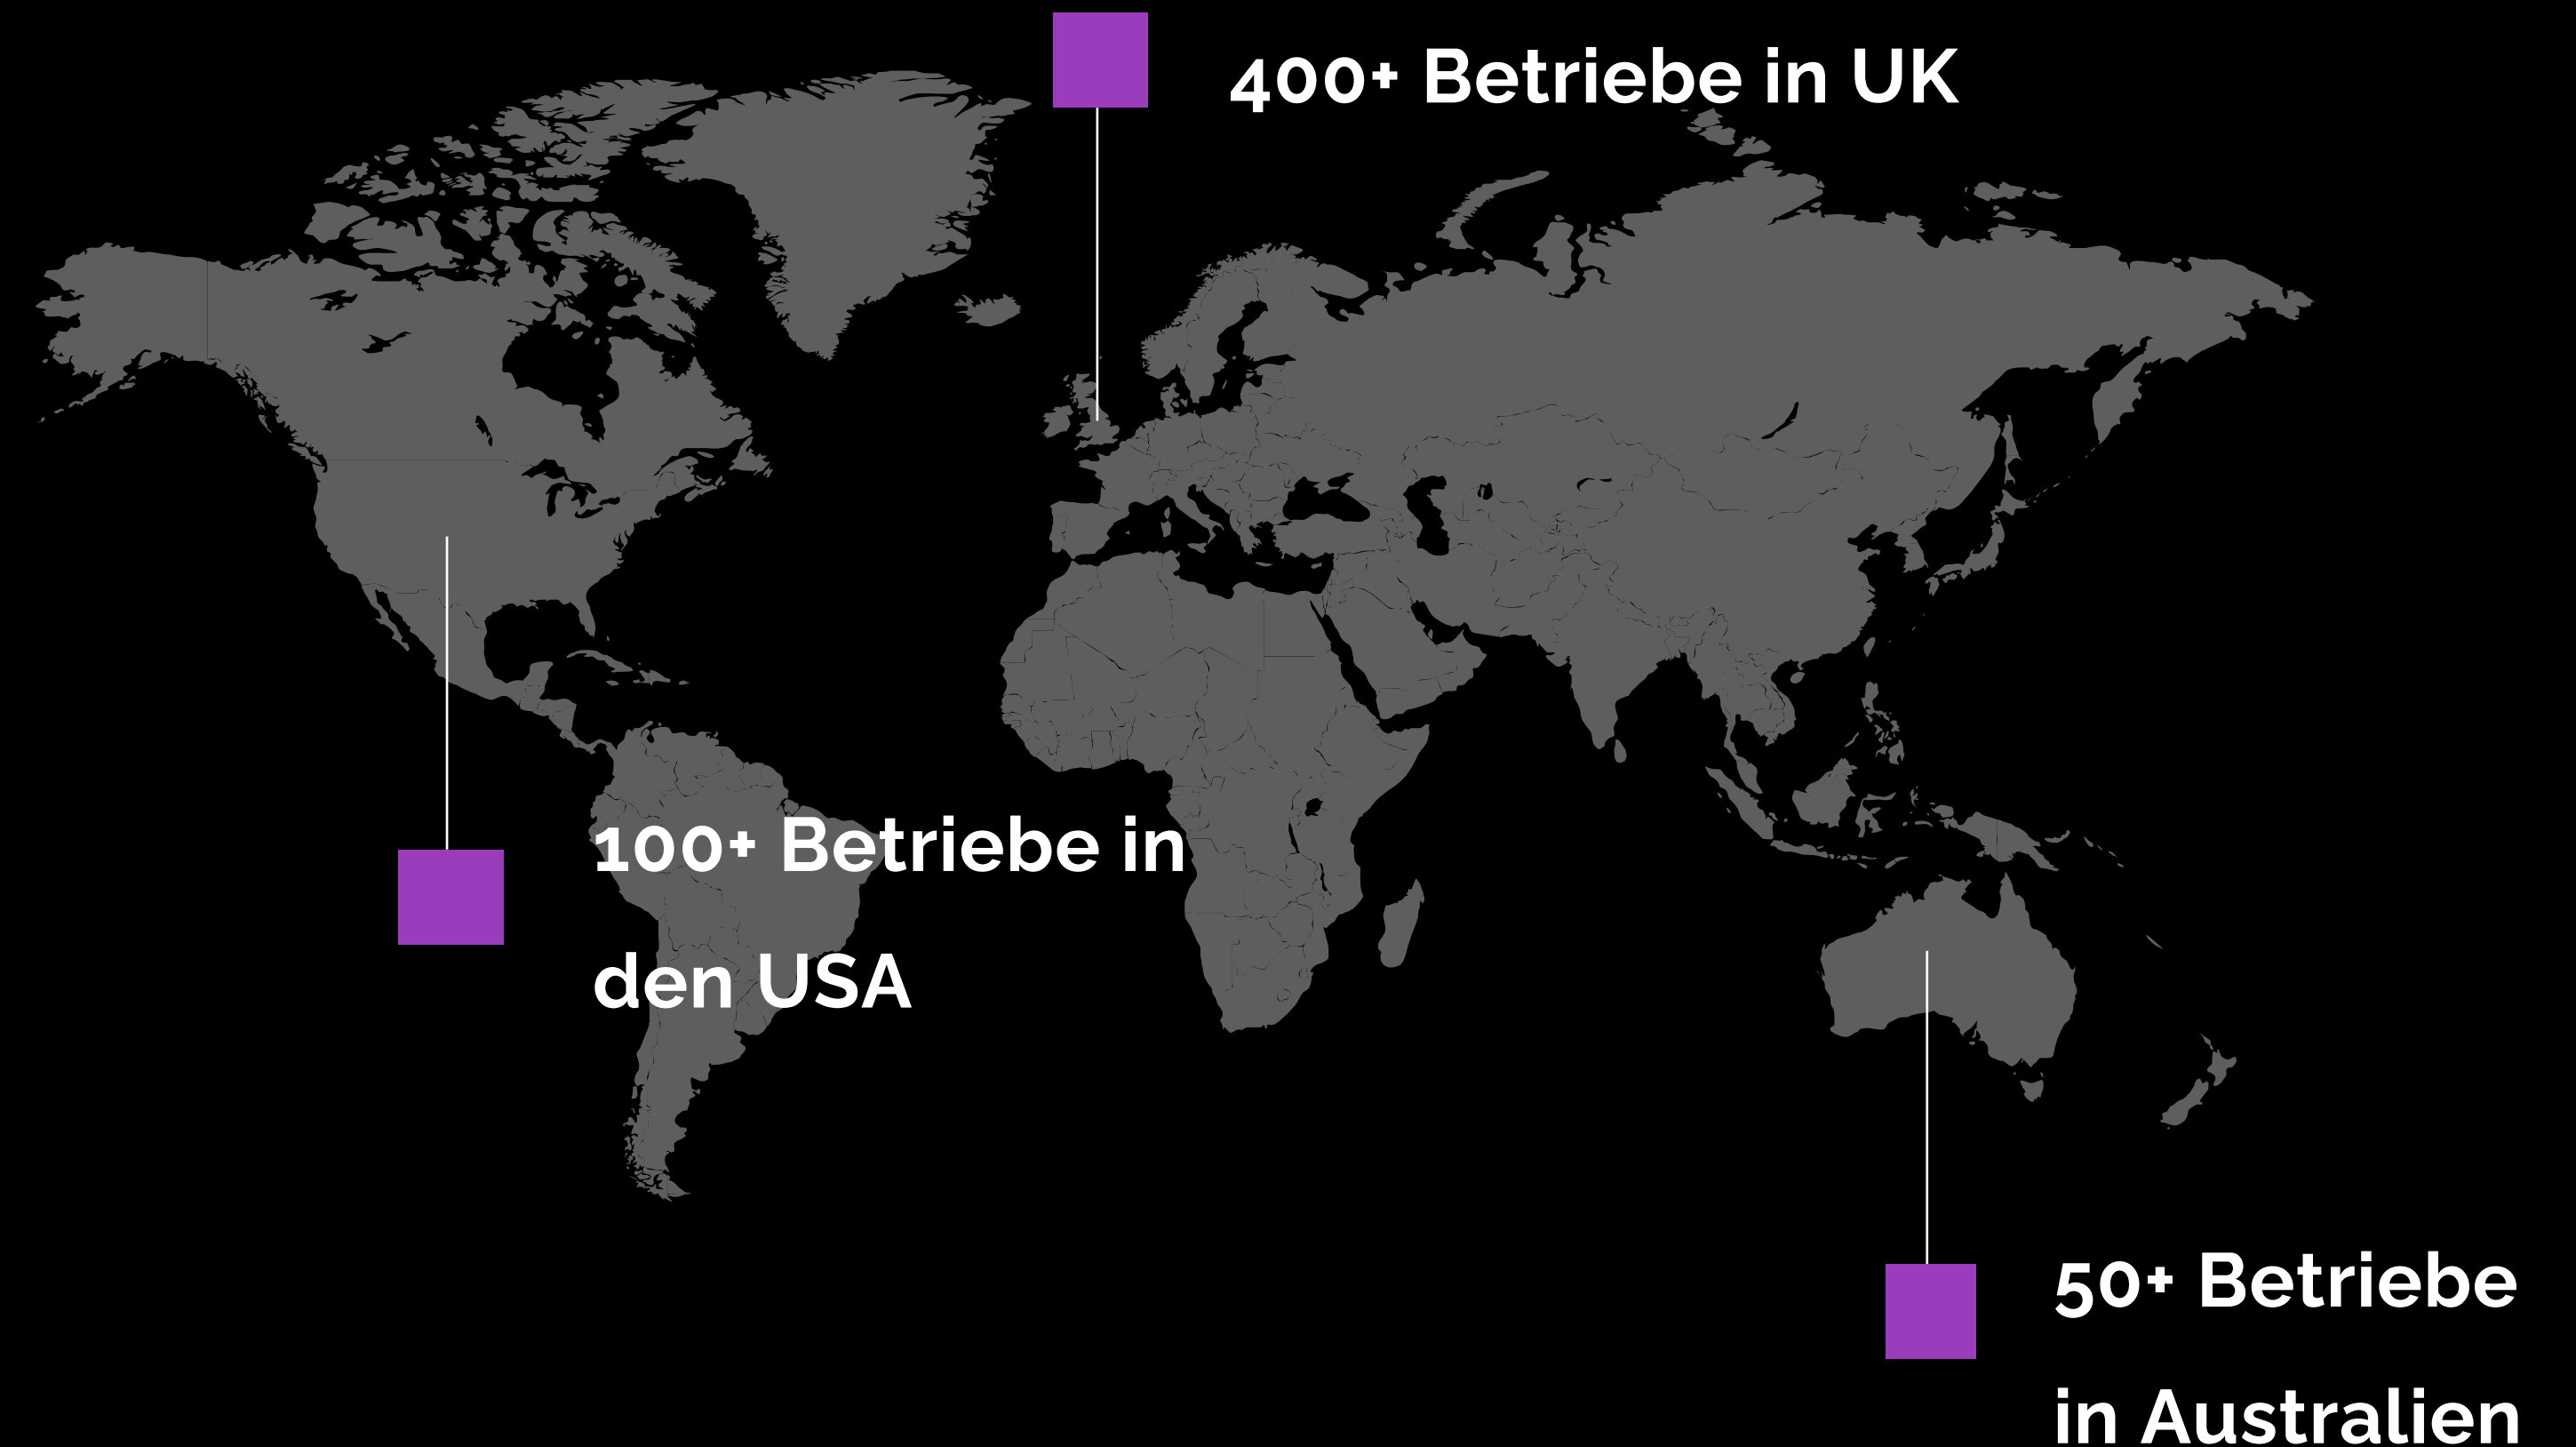 400+ Betriebe in UK
100+ Betriebe in
den USA
50+ Betriebe
in Australien